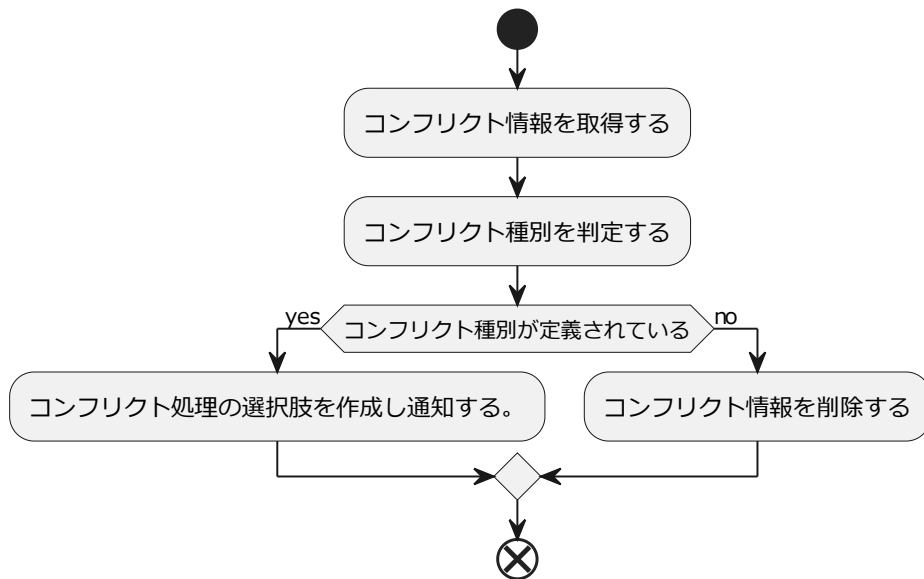 コンフリクト情報を取得する
コンフリクト種別を判定する
yes
コンフリクト種別が定義されている
no
コンフリクト処理の選択肢を作成し通知する。
コンフリクト情報を削除する